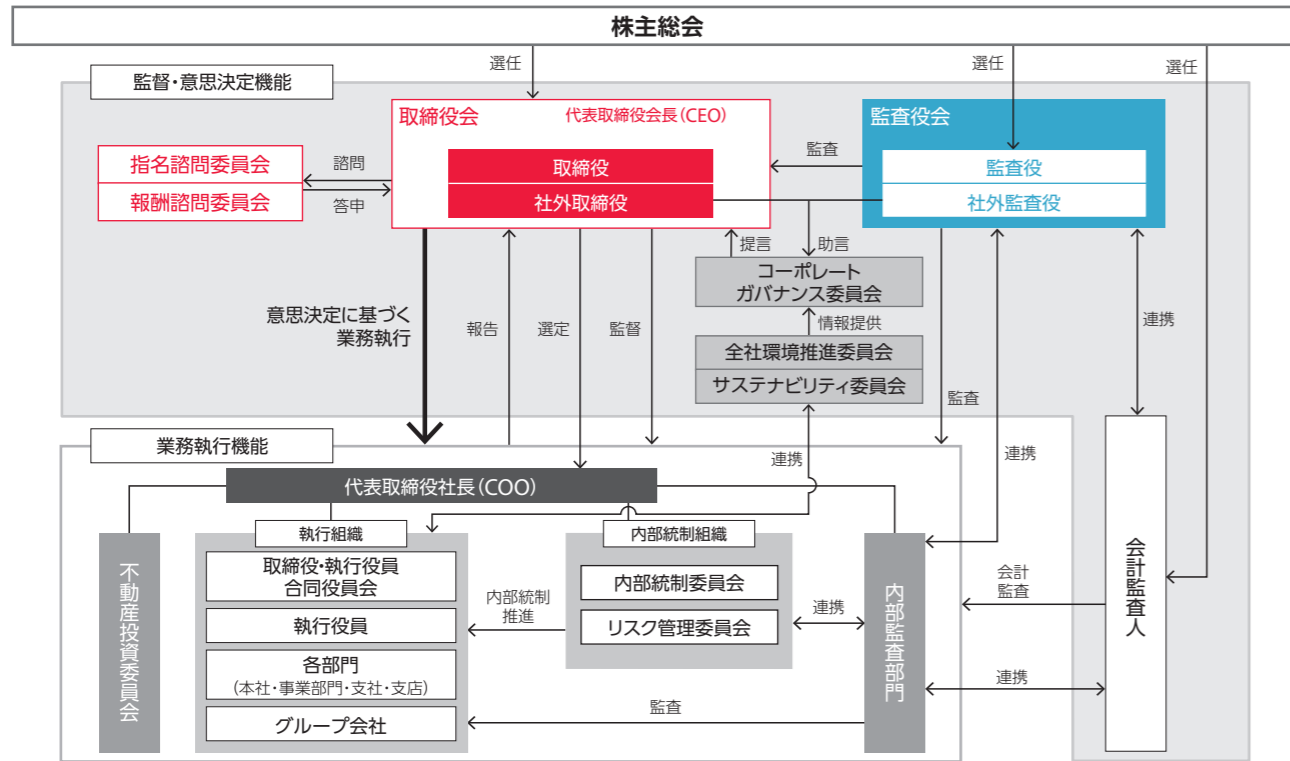 株主総会
選任
選任
選任
監督・意思決定機能
取締役会
代表取締役会長(CEO)
監査役会
指名諮問委員会
報酬諮問委員会
諮問
答申
取締役
社外取締役
監査
監査役
社外監査役
提言
助言
コーポレート
ガバナンス委員会
情報提供
全社環境推進委員会
サステナビリティ委員会
意思決定に基づく
業務執行
報告
選定
監督
監査
連携
連携
連携
業務執行機能
代表取締役社長(COO)
不動産投資委員会
執行組織
取締役・執行役員
合同役員会
執行役員
各部門
(本社・事業部門・支社・支店)
グループ会社
内部統制
推進
内部統制組織
内部統制委員会
リスク管理委員会
連携
監査
内部監査部門
会計
監査
連携
会計監査人